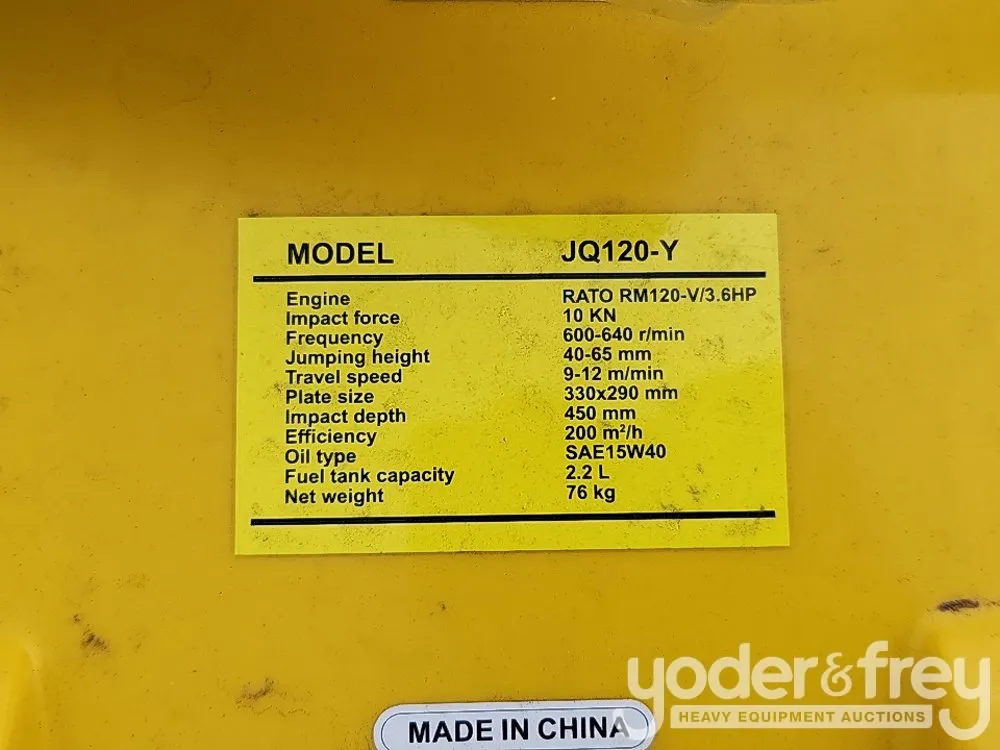 MODEL JQ120-Y
Engine RATO RM120-V/3.6HP
Impact force 10 KN
Frequency 600-640 r/min
Jumping height 40-65 mm
Travel speed 9-12 m/min
Plate size 330x290 mm
Impact depth 450 mm
Efficiency 200 m²/h
Oil type SAE15W40
Fuel tank capacity 2.2 L
Net weight 76 kg
MADE IN CHINA
yoder&frey
HEAVY EQUIPMENT AUCTIONS